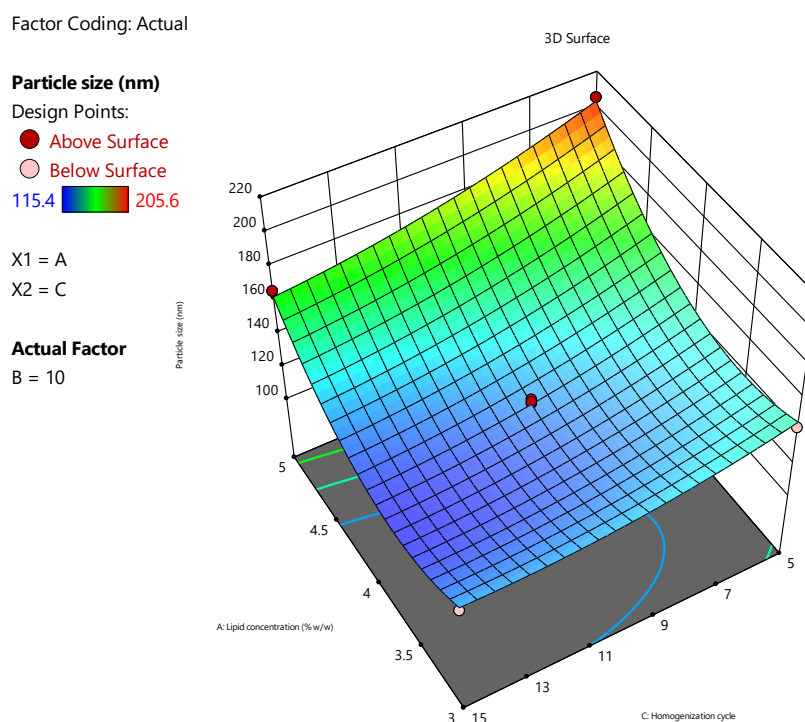 Factor Coding: Actual
3D Surface
Particle size (nm)
Design Points:
Above Surface
Below Surface
115.4 205.6
X1 = A
X2 = C
Actual Factor
B = 10
220
200
180
160
140
120
100
Particle size (nm)
5
4.5
4
3.5
3
A: Lipid concentration (% w/w)
15
13
11
9
7
5
C: Homogenization cycle